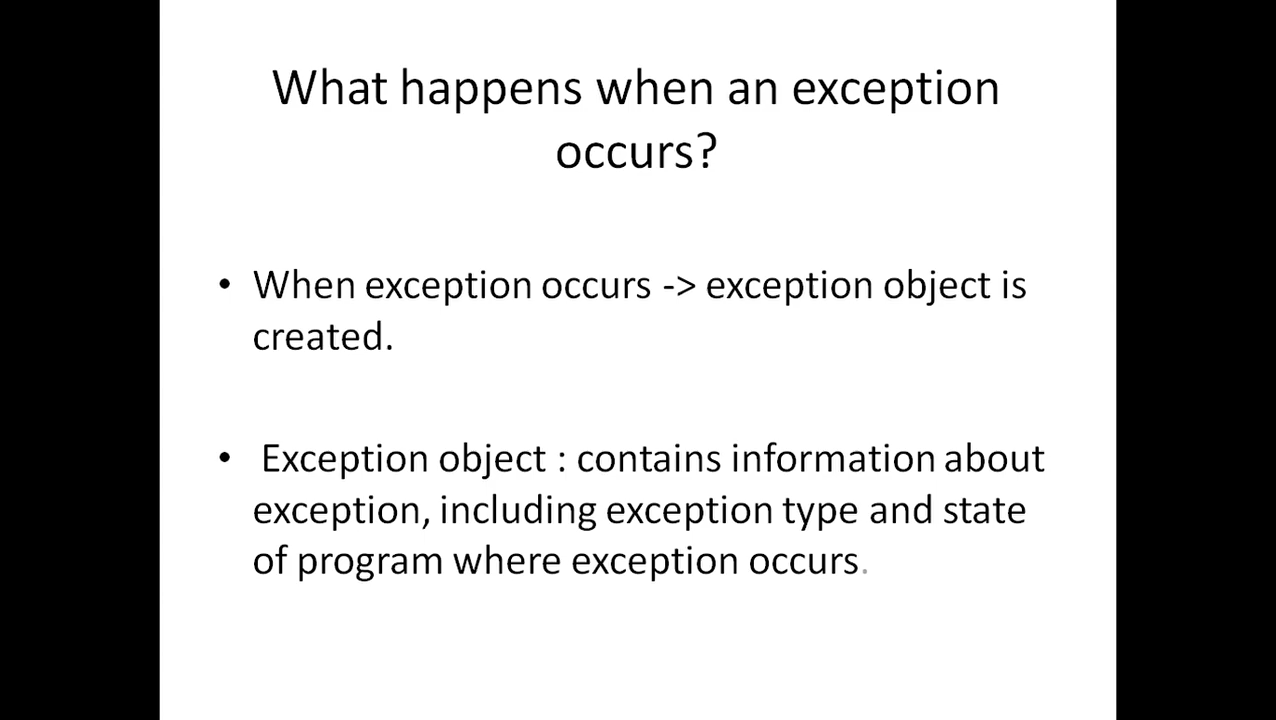 What happens when an exception
occurs?
• When exception occurs -> exception object is
created.
• Exception object : contains information about
exception, including exception type and state
of program where exception occurs.